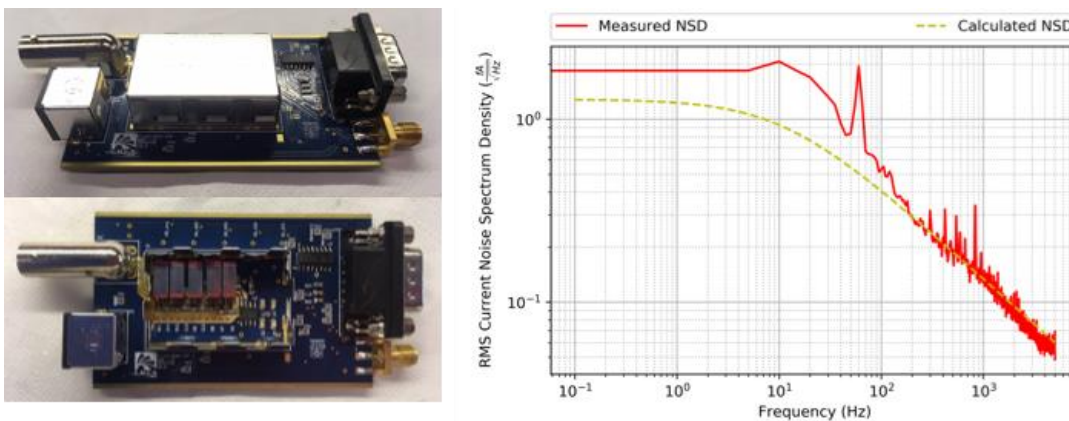 Measured NSD
Calculated NSD
RMS Current Noise Spectrum Density (fA/√Hz)
10⁰
10⁻¹
10⁻¹
10⁰
10¹
10²
10³
Frequency (Hz)